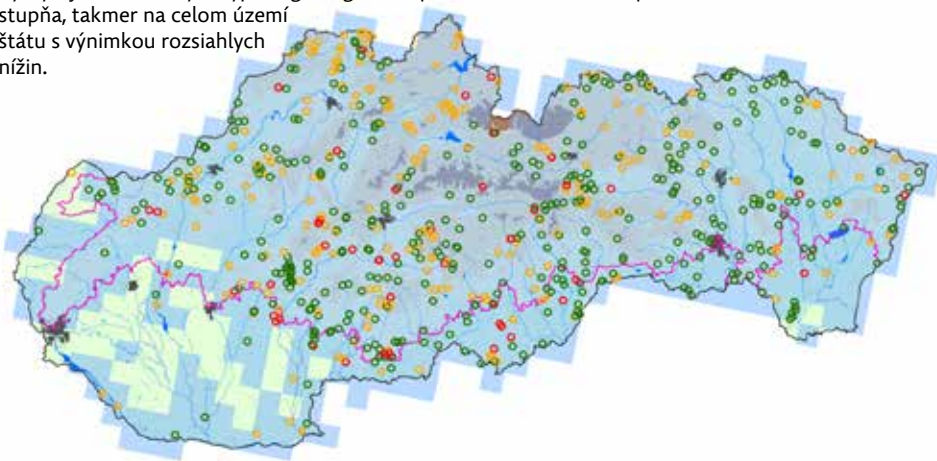 stupňa, takmer na celom území
štátu s výnimkou rozsiahlych
nížin.